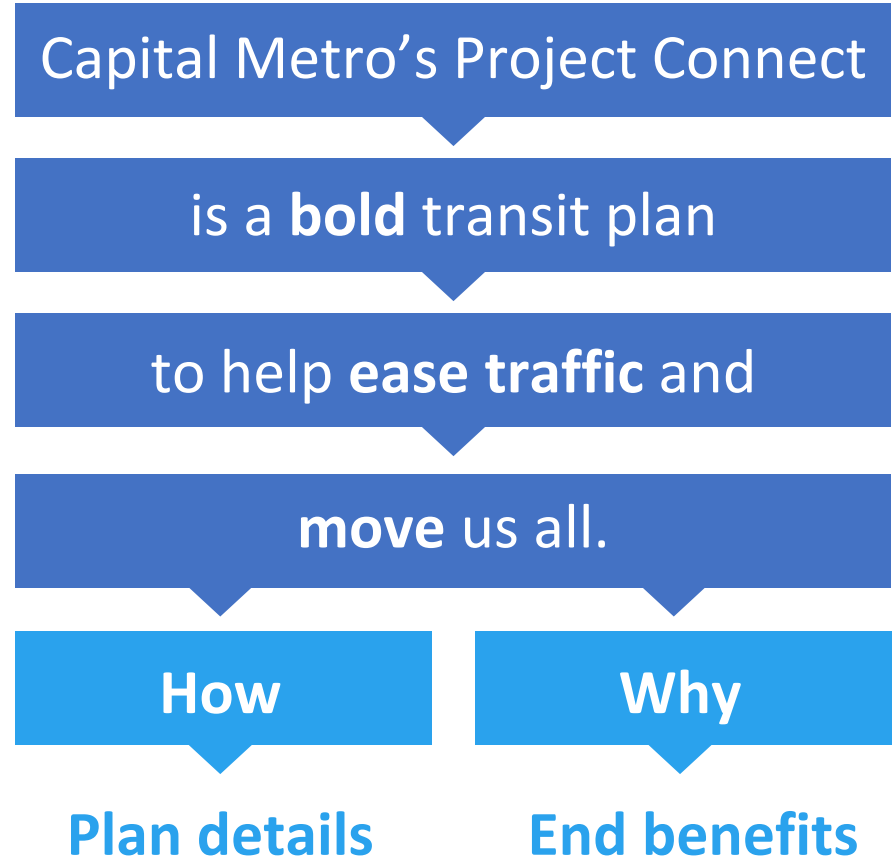 Capital Metro’s Project Connect
is a bold transit plan
to help ease traffic and
move us all.
How
Why
Plan details
End benefits